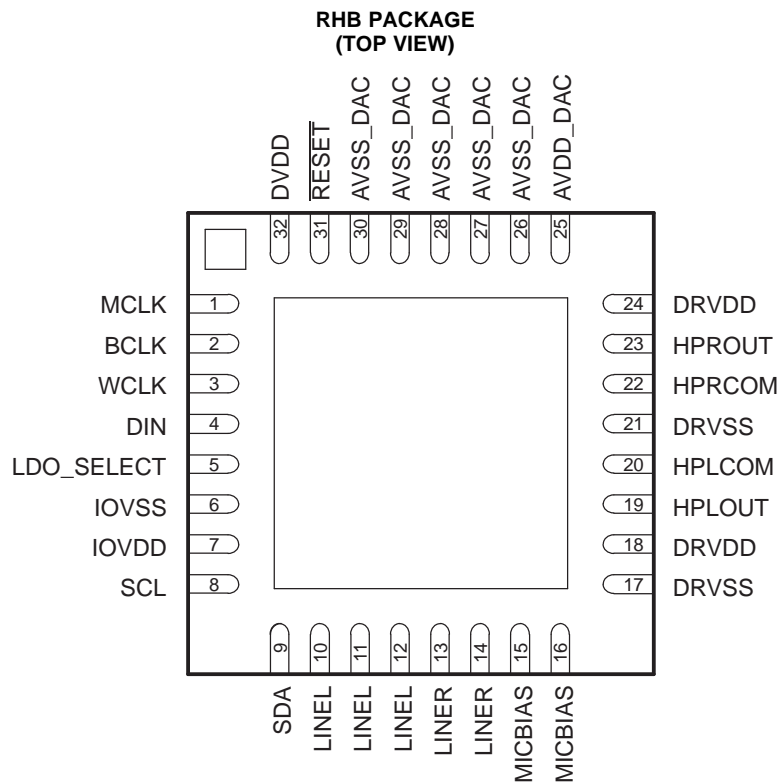 RHB PACKAGE
(TOP VIEW)
DVDD
RESET
AVSS_DAC
AVSS_DAC
AVSS_DAC
AVSS_DAC
AVSS_DAC
AVDD_DAC
32
31
30
29
28
27
26
25
MCLK 1
BCLK 2
WCLK 3
DIN 4
LDO_SELECT 5
IOVSS 6
IOVDD 7
SCL 8
24 DRVDD
23 HPROUT
22 HPRCOM
21 DRVSS
20 HPLCOM
19 HPLOUT
18 DRVDD
17 DRVSS
9
10
11
12
13
14
15
16
SDA
LINEL
LINEL
LINEL
LINER
LINER
MICBIAS
MICBIAS